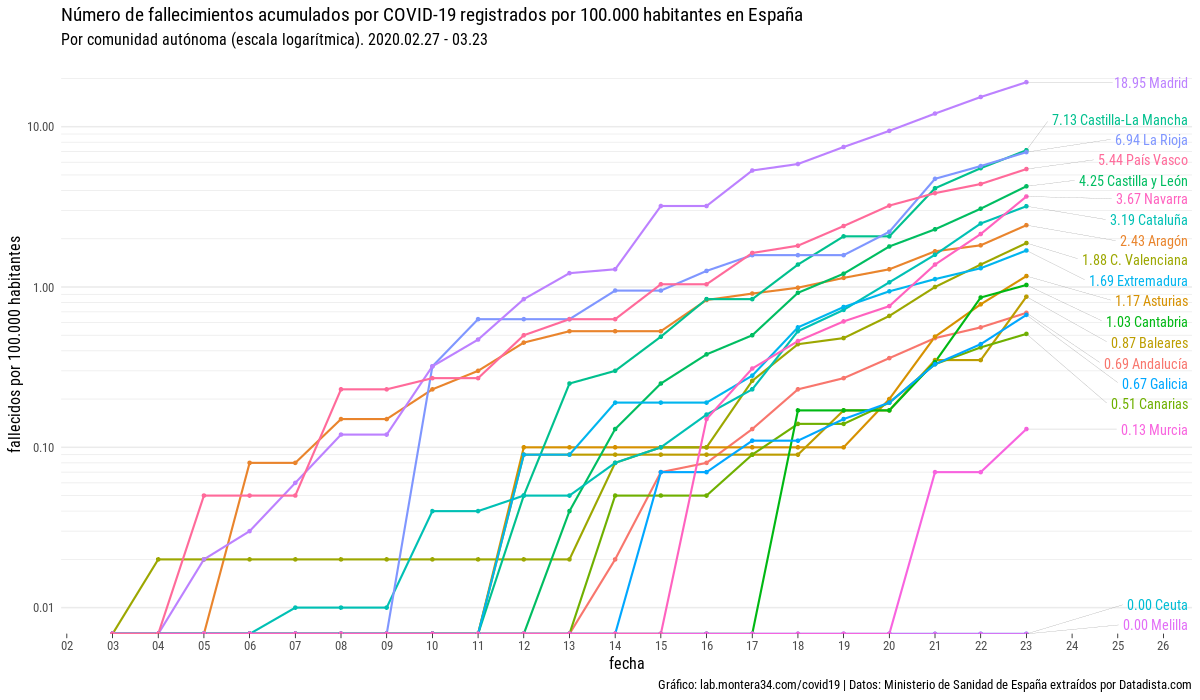 Número de fallecimientos acumulados por COVID-19 registrados por 100.000 habitantes en España
Por comunidad autónoma (escala logarítmica). 2020.02.27 - 03.23
fallecidos por 100.000 habitantes
10.00
1.00
0.10
0.01
18.95 Madrid
7.13 Castilla-La Mancha
6.94 La Rioja
5.44 País Vasco
4.25 Castilla y León
3.67 Navarra
3.19 Cataluña
2.43 Aragón
1.88 C. Valenciana
1.69 Extremadura
1.17 Asturias
1.03 Cantabria
0.87 Baleares
0.69 Andalucía
0.67 Galicia
0.51 Canarias
0.13 Murcia
0.00 Ceuta
0.00 Melilla
02 03 04 05 06 07 08 09 10 11 12 13 14 15 16 17 18 19 20 21 22 23 24 25 26
fecha
Gráfico: lab.montera34.com/covid19 | Datos: Ministerio de Sanidad de España extraídos por Datadista.com